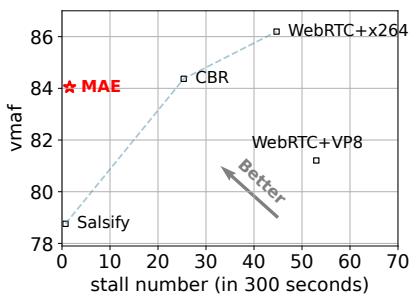 86
WebRTC+x264
CBR
84
MAE
vmaf
82
WebRTC+VP8
Better
80
Salsify
78
0 10 20 30 40 50 60 70
stall number (in 300 seconds)